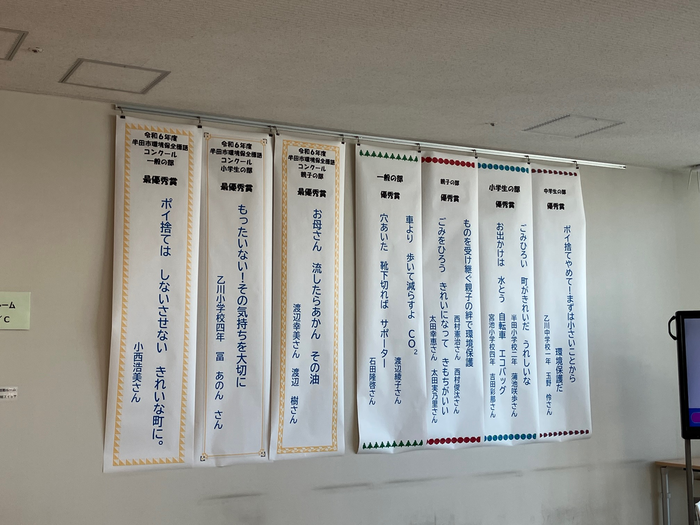 令和6年度
半田市環境保全標語
コンクール
一般の部
最優秀賞
ポイ捨ては しないさせない きれいな町に。
小西浩美さん
令和6年度
半田市環境保全標語
コンクール
小学生の部
最優秀賞
もったいない!その気持ちを大切に
乙川小学校四年 冨 あのん さん
令和6年度
半田市環境保全標語
コンクール
親子の部
最優秀賞
お母さん 流したらあかん その油
渡辺幸美さん 渡辺 樹さん
一般の部
優秀賞
車より 歩いて減らすよ CO2
渡辺綾子さん
穴あいた 靴下切れば サポーター
石田隆啓さん
親子の部
優秀賞
ものを受け継ぐ親子の絆で環境保護
西村憲治さん 西村俊汰さん
ごみをひろう きれいになって きもちがいい
太田幸恵さん 太田実乃里さん
小学生の部
優秀賞
ごみひろい 町がきれいだ うれしいな
半田小学校二年 蒲池咲歩さん
お出かけは 水とう 自転車 エコバッグ
宮池小学校四年 吉田彩那さん
中学生の部
優秀賞
ポイ捨てやめて!まずは小さいことから
環境保護だ
乙川中学校一年 玉野 怜さん
ーム
C